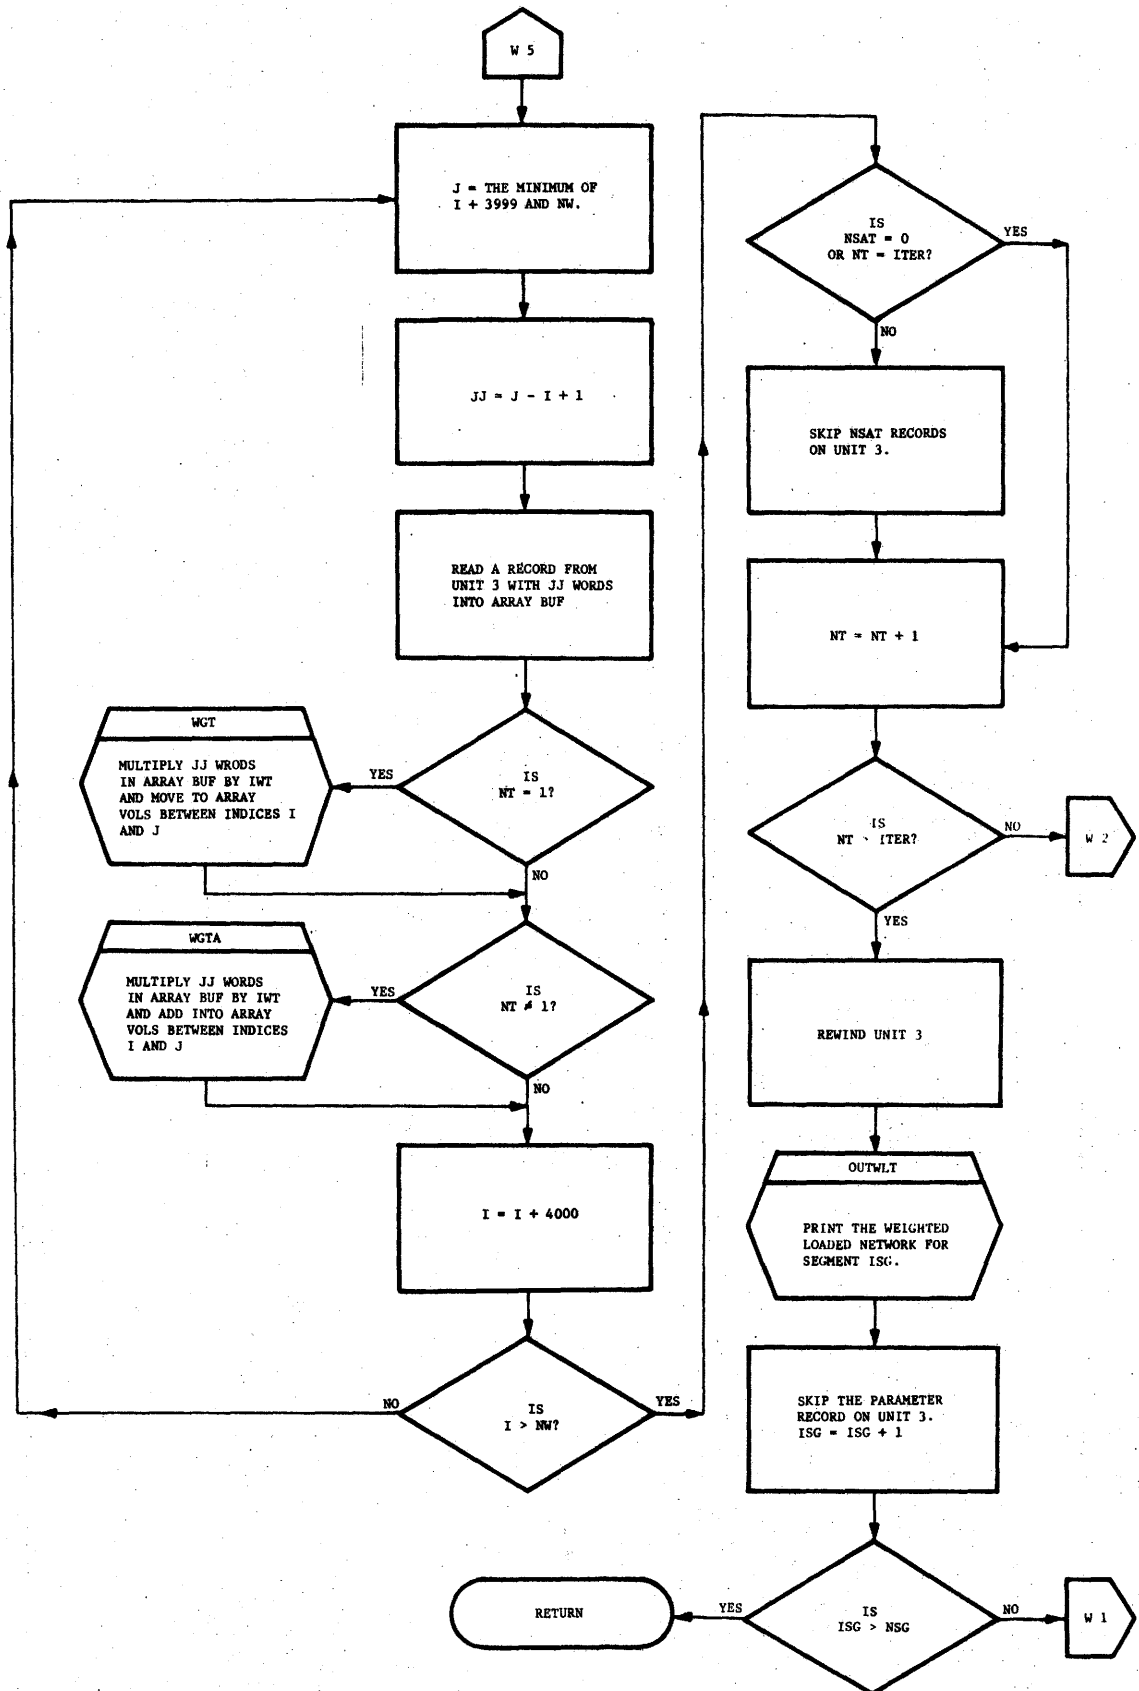 W 5
J = THE MINIMUM OF
I + 3999 AND NW.
JJ = J - I + 1
READ A RECORD FROM
UNIT 3 WITH JJ WORDS
INTO ARRAY BUF
IS
NT = 1?
YES
NO
WGT
MULTIPLY JJ WRODS
IN ARRAY BUF BY IWT
AND MOVE TO ARRAY
VOLS BETWEEN INDICES I
AND J
IS
NT ≠ 1?
YES
NO
WGTA
MULTIPLY JJ WORDS
IN ARRAY BUF BY IWT
AND ADD INTO ARRAY
VOLS BETWEEN INDICES
I AND J
I = I + 4000
IS
I > NW?
NO
YES
IS
NSAT = 0
OR NT = ITER?
YES
NO
SKIP NSAT RECORDS
ON UNIT 3.
NT = NT + 1
IS
NT ITER?
NO
W 2
YES
REWIND UNIT 3
OUTWLT
PRINT THE WEIGHTED
LOADED NETWORK FOR
SEGMENT ISG.
SKIP THE PARAMETER
RECORD ON UNIT 3.
ISG = ISG + 1
IS
ISG > NSG
YES
RETURN
NO
W 1